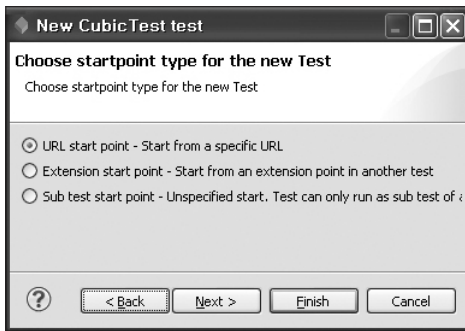 New CubicTest test
Choose startpoint type for the new Test
Choose startpoint type for the new Test
URL start point - Start from a specific URL
Extension start point - Start from an extension point in another test
Sub test start point - Unspecified start. Test can only run as sub test of
?
< Back Next > Finish Cancel